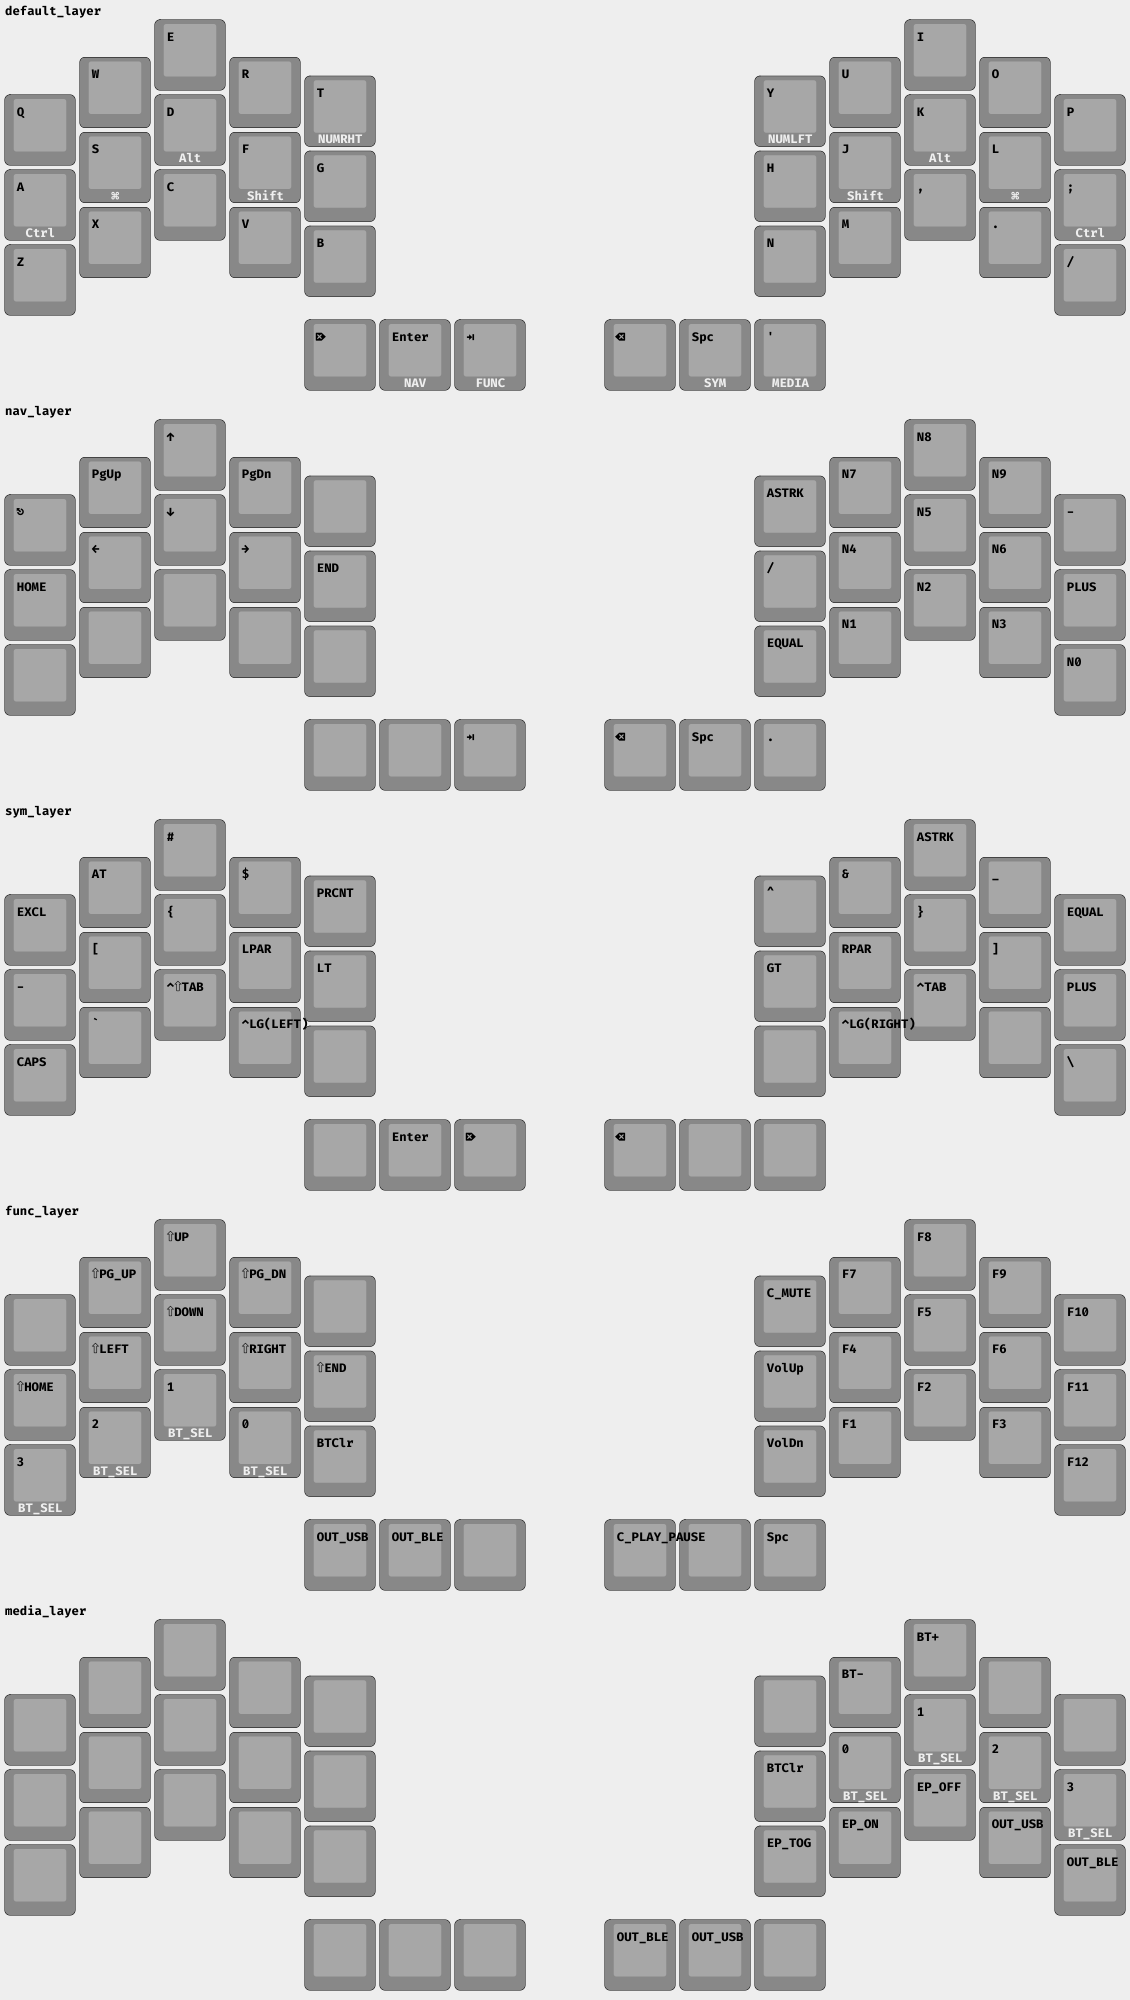 default_layer
E I
W R U O
T Y
NUMRHT NUMLFT
Q D K P
Alt Alt
S F J L
⌘ Shift Shift ⌘
G H
A C , ;
Ctrl Ctrl
X V M .
B N
Z /
⌦ Enter ⇥ ⌫ Spc '
NAV FUNC SYM MEDIA
nav_layer
↑ N8
PgUp PgDn N7 N9
ASTRK
↓ N5 -
← → N4 N6
END /
HOME N2 PLUS
N1 N3
EQUAL
N0
⇥ ⌫ Spc .
sym_layer
# ASTRK
AT $ & _
PRCNT ^
EXCL { } EQUAL
[ LPAR RPAR ]
LT GT
- ^⇧TAB ^TAB PLUS
` ^LG(LEFT) ^LG(RIGHT)
CAPS \
Enter ⌦ ⌫
func_layer
⇧UP F8
⇧PG_UP ⇧PG_DN F7 F9
C_MUTE
⇧DOWN F5 F10
⇧LEFT ⇧RIGHT F4 F6
⇧END VolUp
⇧HOME 1 F2 F11
BT_SEL
2 0 F1 F3
BT_SEL BT_SEL
BTClr VolDn
3 F12
BT_SEL
OUT_USB OUT_BLE C_PLAY_PAUSE Spc
media_layer
BT+
BT-
1
BT_SEL
0 2
BT_SEL BT_SEL
BTClr
EP_OFF 3
BT_SEL
EP_ON OUT_USB
EP_TOG
OUT_BLE
OUT_BLE OUT_USB